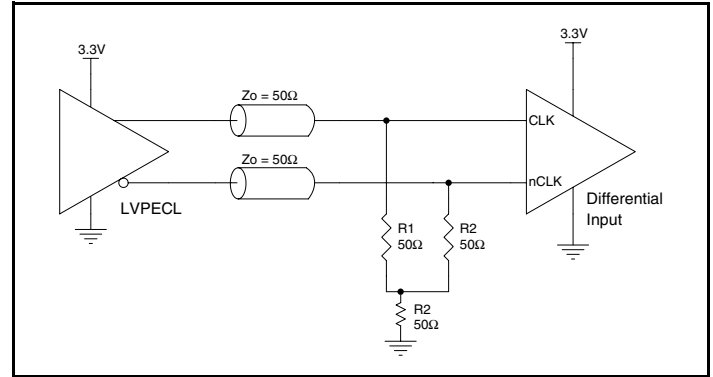 3.3V
3.3V
Zo = 50Ω
CLK
Zo = 50Ω
nCLK
LVPECL
Differential
Input
R1
50Ω
R2
50Ω
R2
50Ω